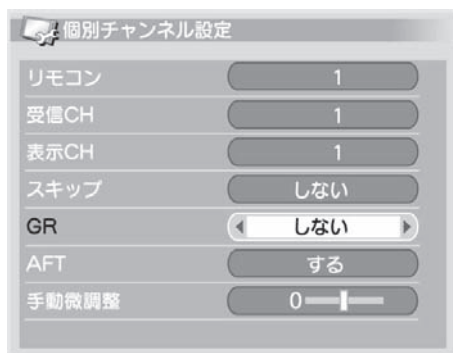 個別チャンネル設定
リモコン 1
受信CH 1
表示CH 1
スキップ しない
GR しない
AFT する
手動微調整 0